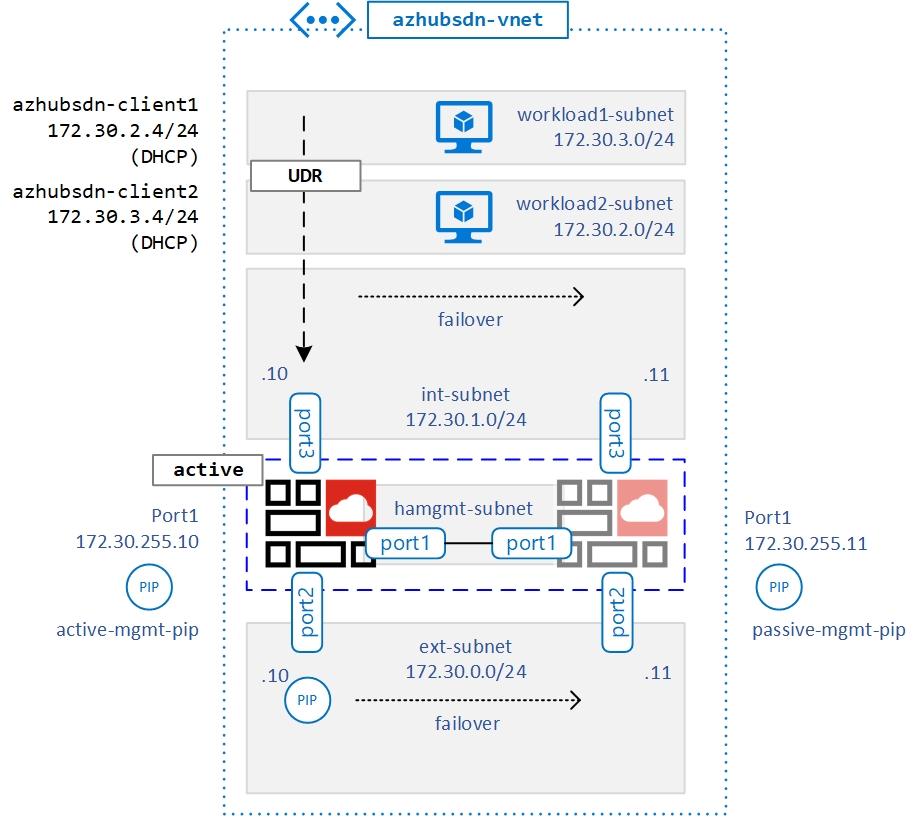 azhubsdn-vnet
azhubsdn-client1
172.30.2.4/24
(DHCP)
workload1-subnet
172.30.3.0/24
UDR
azhubsdn-client2
172.30.3.4/24
(DHCP)
workload2-subnet
172.30.2.0/24
failover
.10
.11
int-subnet
172.30.1.0/24
port3
port3
active
hamgmt-subnet
Port1
172.30.255.10
port1
port1
Port1
172.30.255.11
PIP
active-mgmt-pip
PIP
passive-mgmt-pip
port2
port2
ext-subnet
172.30.0.0/24
.10
.11
PIP
failover